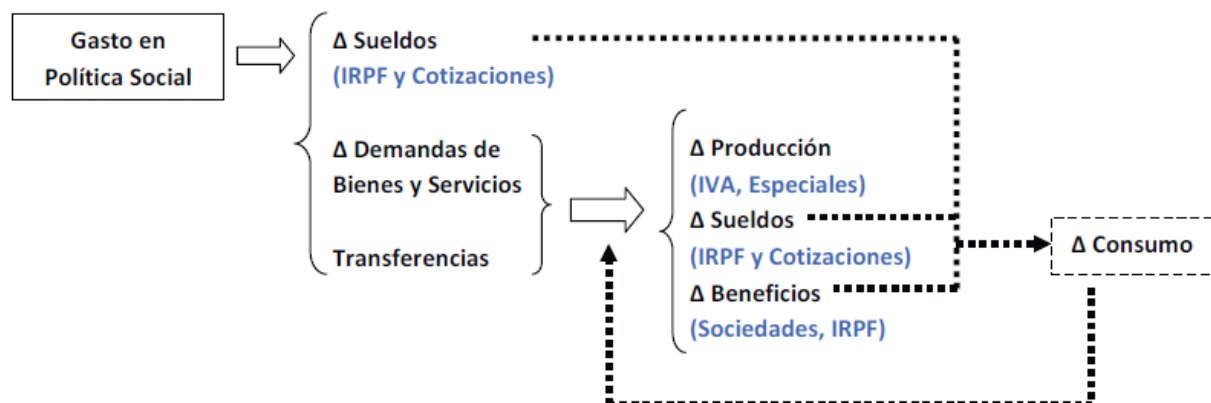 Gasto en
Política Social
Δ Sueldos
(IRPF y Cotizaciones)
Δ Demandas de
Bienes y Servicios
Transferencias
Δ Producción
(IVA, Especiales)
Δ Sueldos
(IRPF y Cotizaciones)
Δ Beneficios
(Sociedades, IRPF)
Δ Consumo